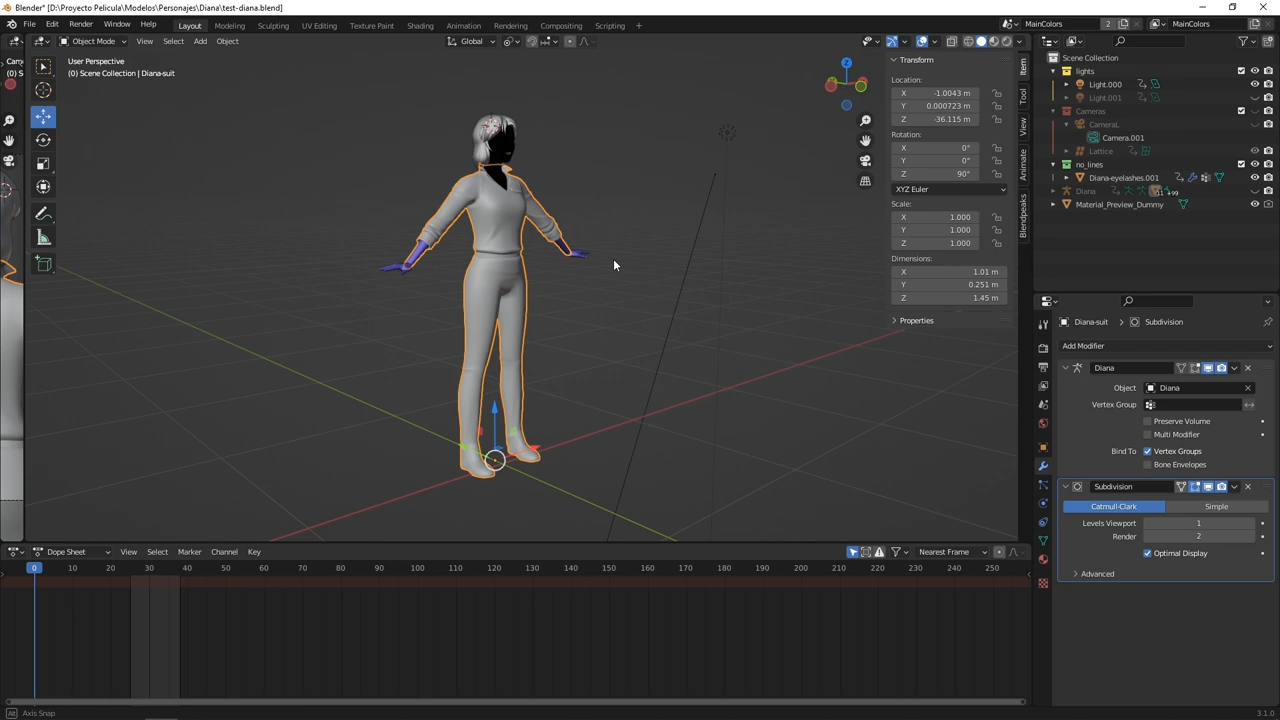 Blender* [D:\Proyecto Pelicula\Modelos\Personajes\Diana\test-diana.blend]
File Edit Render Window Help Layout Modeling Sculpting UV Editing Texture Paint Shading Animation Rendering Compositing Scripting + MainColors 2 MainColors
Object Mode View Select Add Object Global
User Perspective
(0) Scene Collection | Diana-suit
Z
Transform
Location:
X -1.0043 m
Y 0.000723 m
Z -36.115 m
Rotation:
X 0°
Y 0°
Z 90°
XYZ Euler
Scale:
X 1.000
Y 1.000
Z 1.000
Dimensions:
X 1.01 m
Y 0.251 m
Z 1.45 m
Properties
Item
Tool
View
Animate
Blendpeaks
Scene Collection
lights
Light.000
Light.001
Cameras
CameraL
Camera.001
Lattice
no_lines
Diana-eyelashes.001
Diana +99
Material_Preview_Dummy
Diana-suit > Subdivision
Add Modifier
Diana
Object Diana
Vertex Group
Preserve Volume
Multi Modifier
Bind To Vertex Groups
Bone Envelopes
Subdivision
Catmull-Clark Simple
Levels Viewport 1
Render 2
Optimal Display
Advanced
Dope Sheet View Select Marker Channel Key Nearest Frame
0 10 20 30 40 50 60 70 80 90 100 110 120 130 140 150 160 170 180 190 200 210 220 230 240 250
Alt Axis Snap 3.1.0